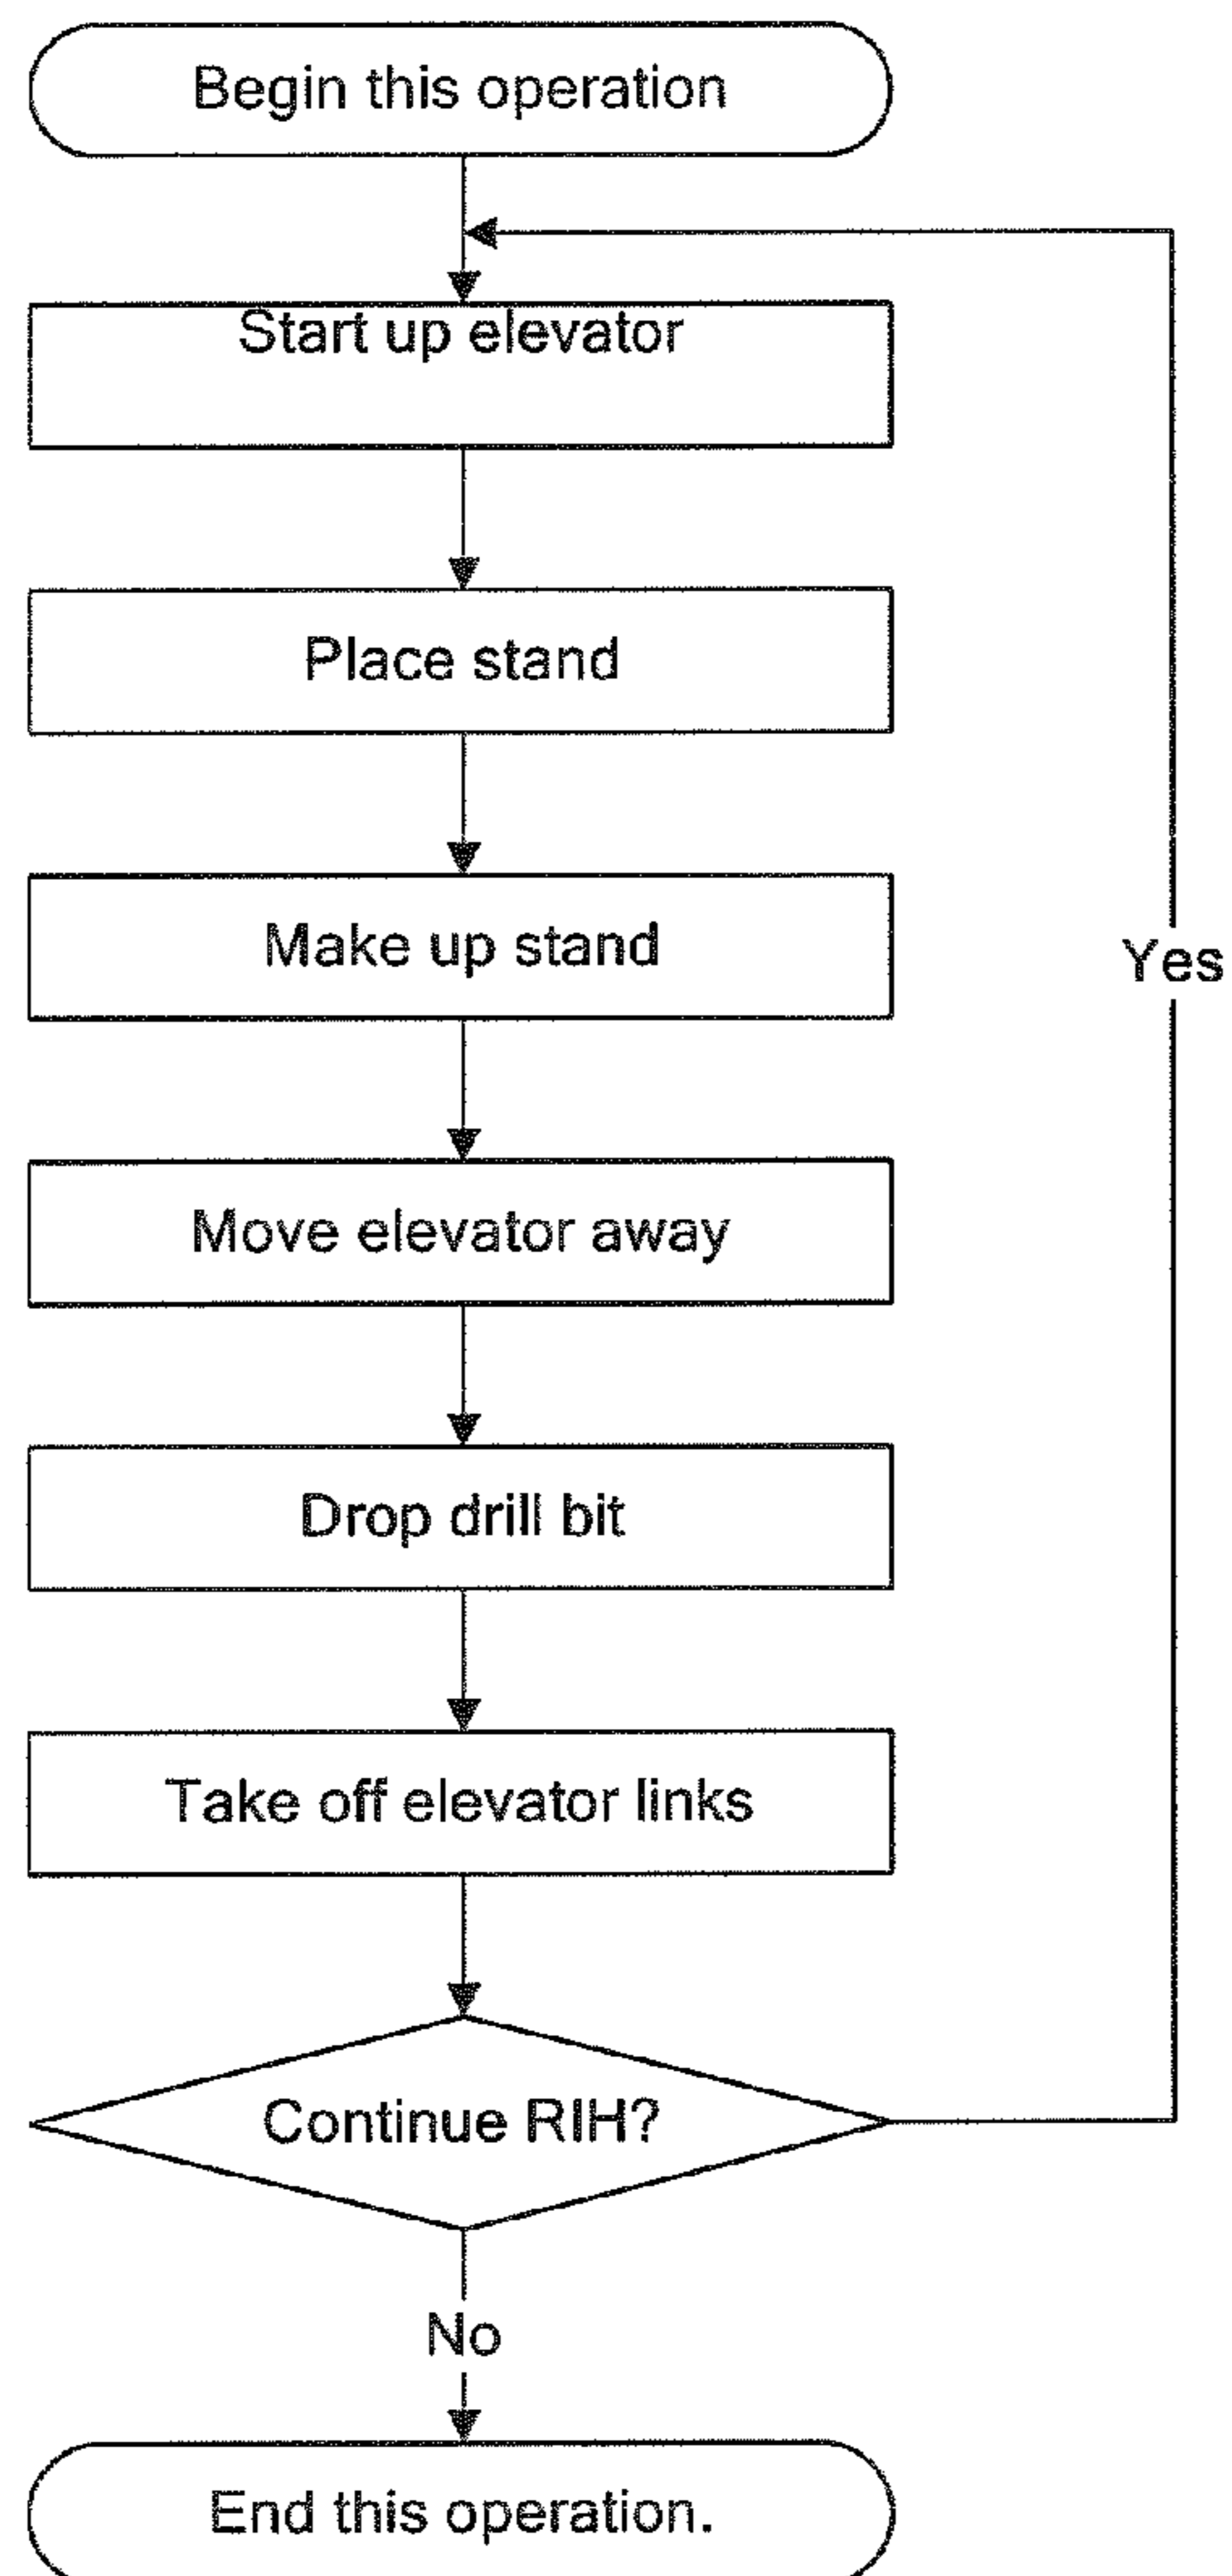 Begin this operation
Start up elevator
Place stand
Make up stand
Yes
Move elevator away
Drop drill bit
Take off elevator links
Continue RIH?
No
End this operation.